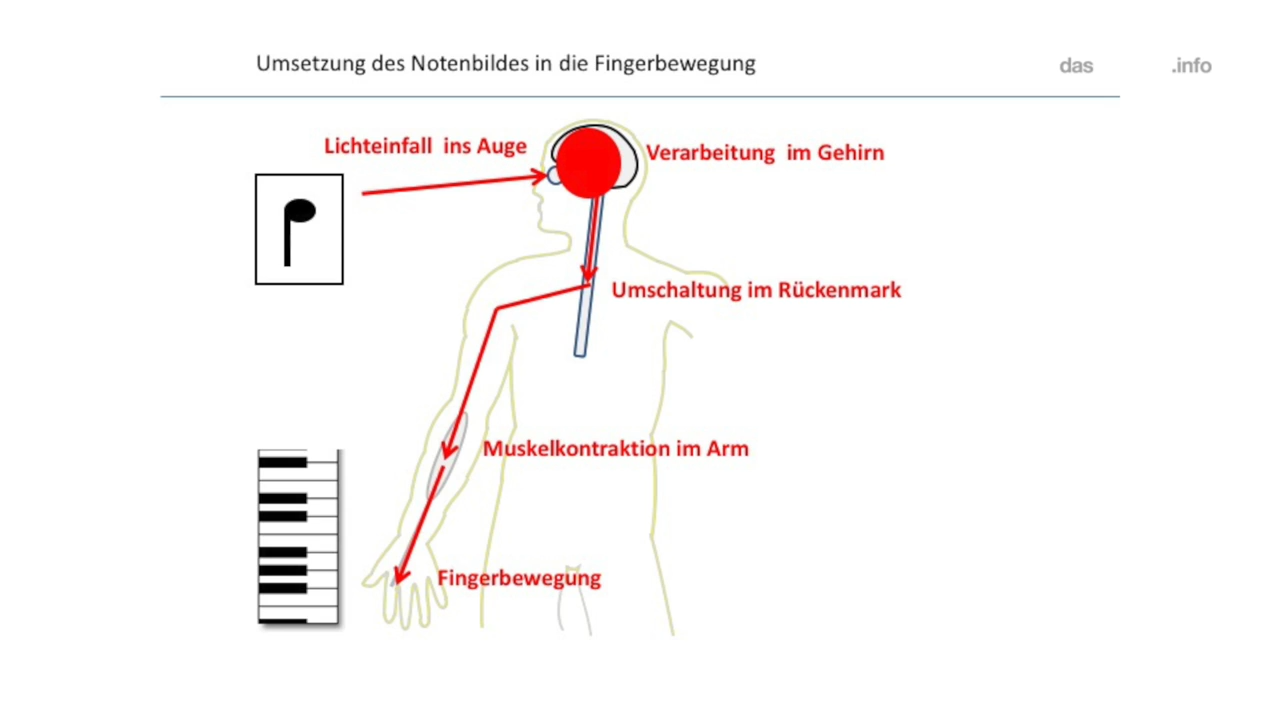 Umsetzung des Notenbildes in die Fingerbewegung
das .info
Lichteinfall ins Auge
Verarbeitung im Gehirn
Umschaltung im Rückenmark
Muskelkontraktion im Arm
Fingerbewegung